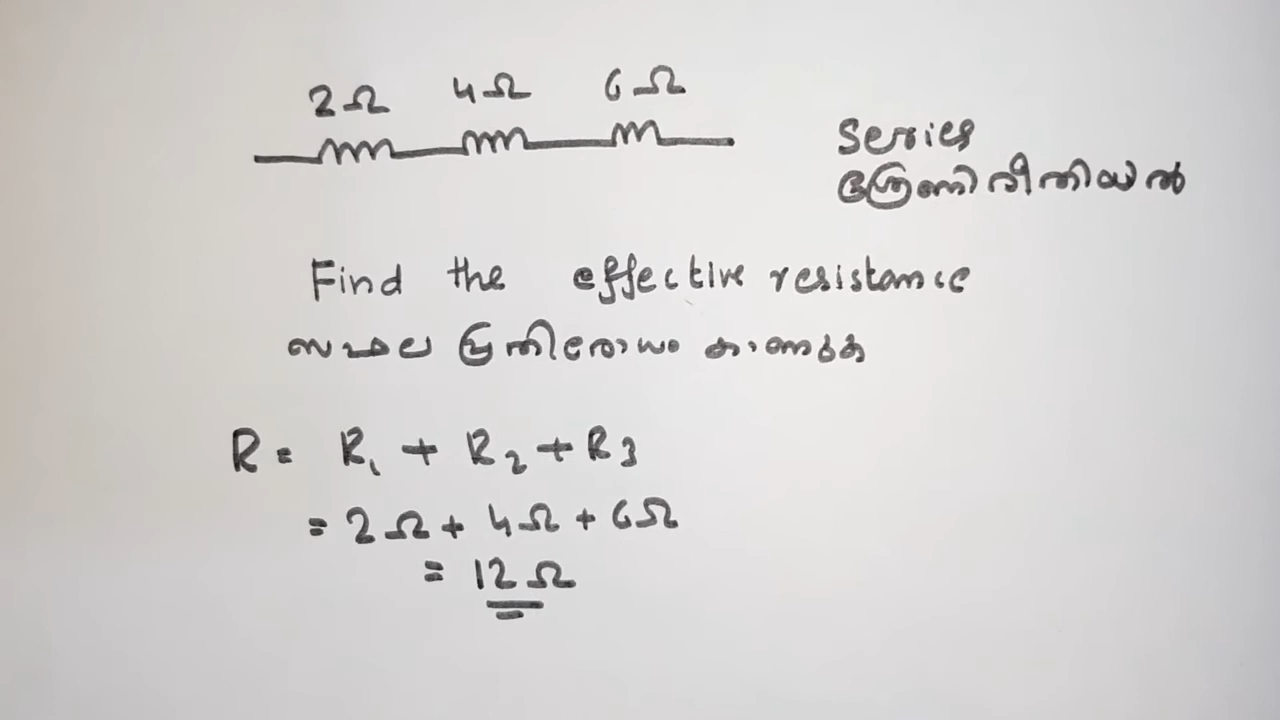 2Ω 4Ω 6Ω
Series
ശ്രേണിരീതിയിൽ
Find the effective resistance
സഫല പ്രതിരോധം കാണുക
R = R₁ + R₂ + R3
= 2Ω + 4Ω + 6Ω
= 12Ω